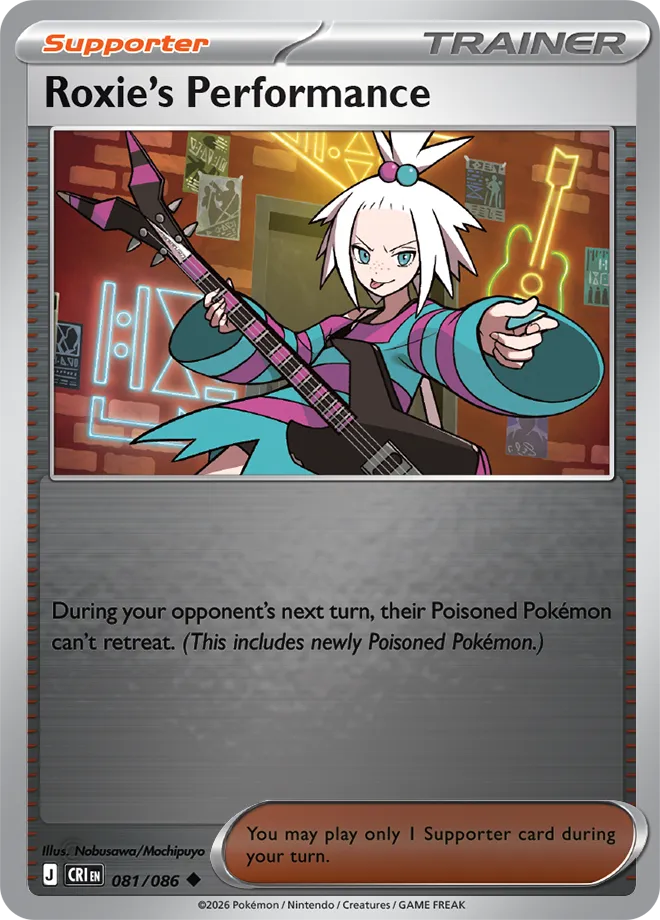 Supporter
TRAINER
Roxie's Performance
During your opponent's next turn, their Poisoned Pokémon
can't retreat. (This includes newly Poisoned Pokémon.)
You may play only 1 Supporter card during
your turn.
Illus. Nobusawa/Mochipuyo
J CRI EN 081/086
©2026 Pokémon / Nintendo / Creatures / GAME FREAK